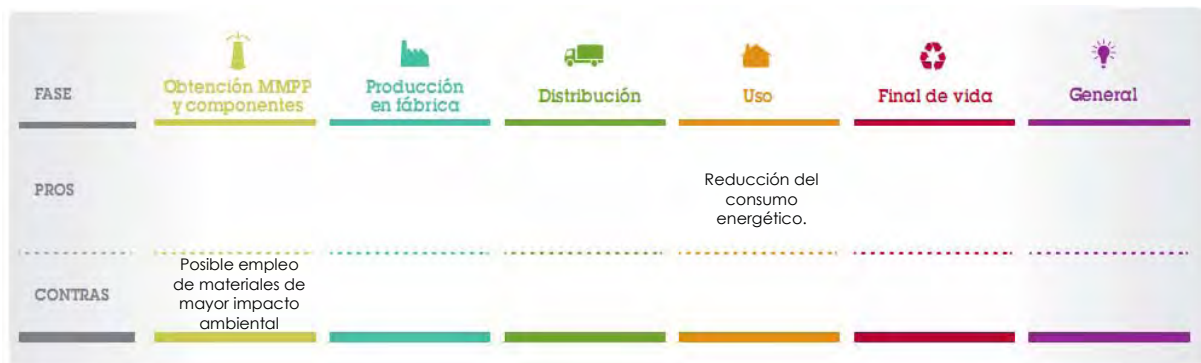 FASE
Obtención MMPP
y componentes
Producción
en fábrica
Distribución
Uso
Final de vida
General
PROS
Reducción del
consumo
energético.
CONTRAS
Posible empleo
de materiales de
mayor impacto
ambiental